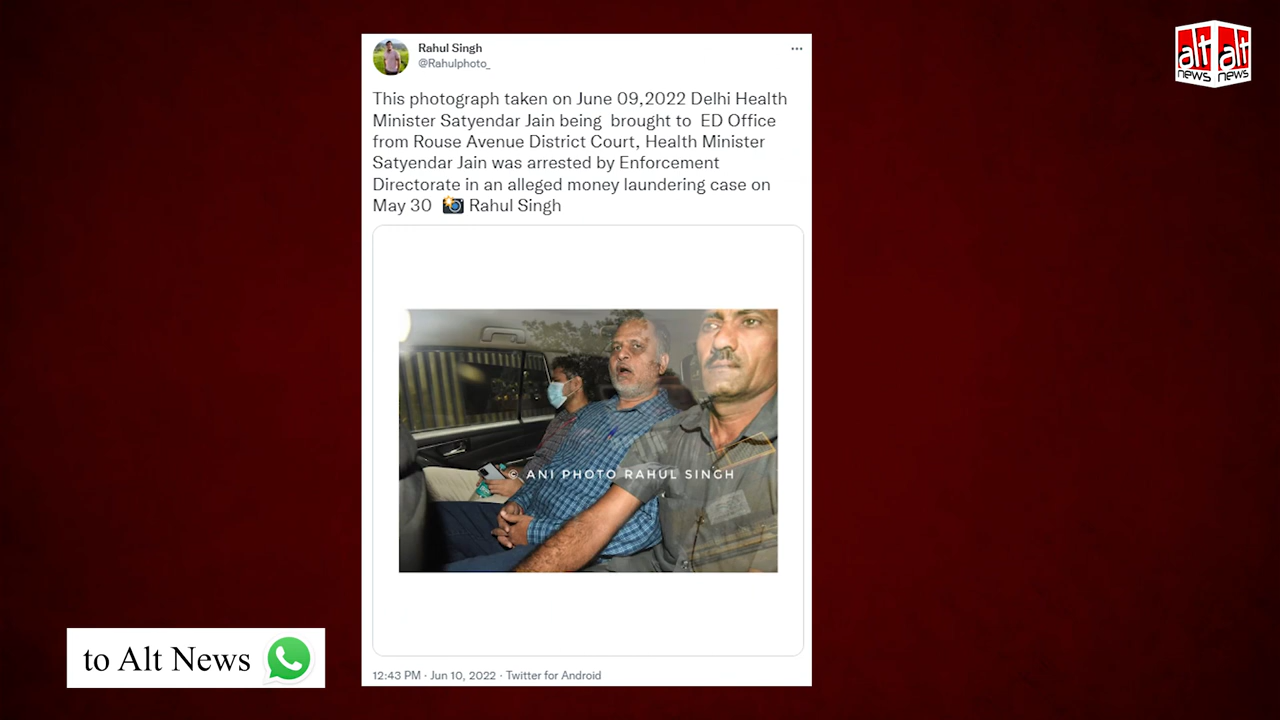 alt alt
news news
Rahul Singh
@Rahulphoto_
This photograph taken on June 09,2022 Delhi Health
Minister Satyendar Jain being brought to ED Office
from Rouse Avenue District Court, Health Minister
Satyendar Jain was arrested by Enforcement
Directorate in an alleged money laundering case on
May 30 📸 Rahul Singh
© ANI PHOTO RAHUL SINGH
to Alt News
12:43 PM · Jun 10, 2022 · Twitter for Android